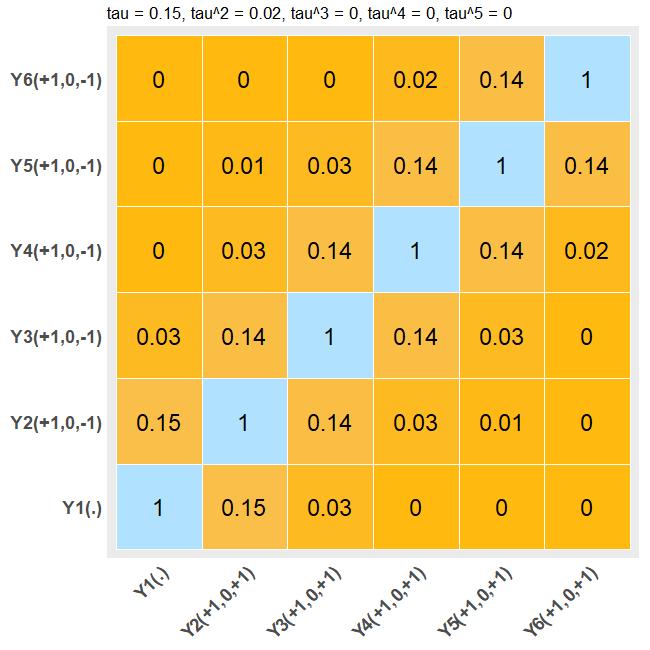 tau = 0.15, tau^2 = 0.02, tau^3 = 0, tau^4 = 0, tau^5 = 0
Y6(+1,0,-1) 0 0 0 0.02 0.14 1
Y5(+1,0,-1) 0 0.01 0.03 0.14 1 0.14
Y4(+1,0,-1) 0 0.03 0.14 1 0.14 0.02
Y3(+1,0,-1) 0.03 0.14 1 0.14 0.03 0
Y2(+1,0,-1) 0.15 1 0.14 0.03 0.01 0
Y1(.) 1 0.15 0.03 0 0 0
Y1(.) Y2(+1,0,+1) Y3(+1,0,+1) Y4(+1,0,+1) Y5(+1,0,+1) Y6(+1,0,+1)